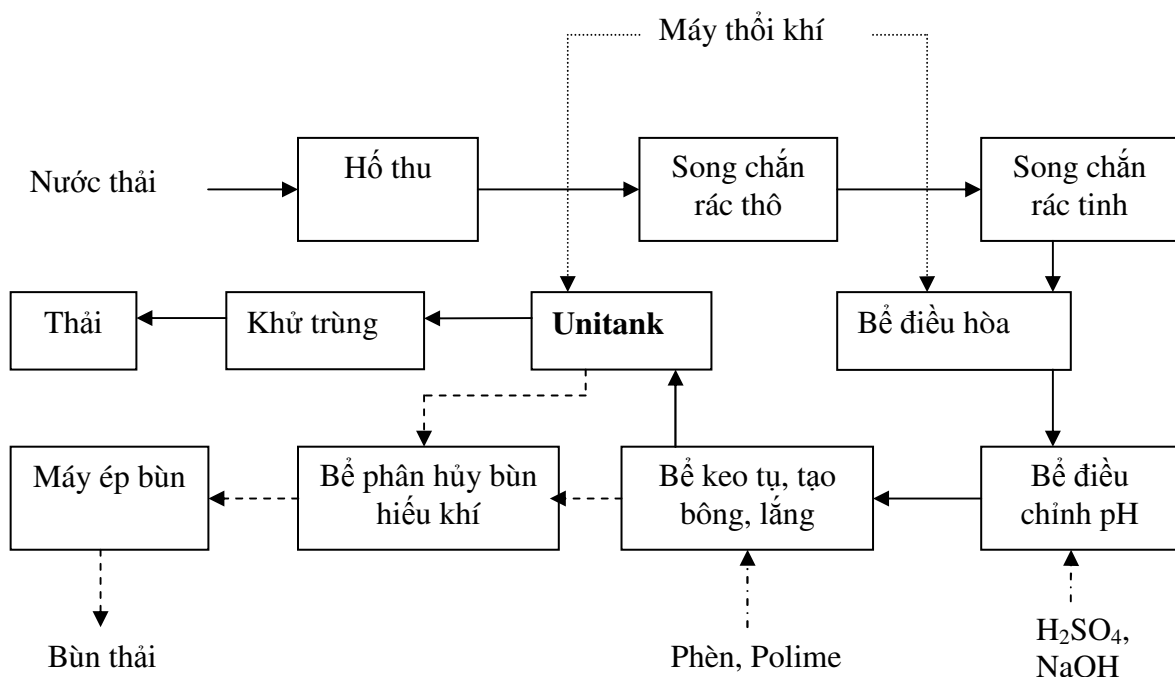 Máy thổi khí
Nước thải
Hố thu
Song chắn
rác thô
Song chắn
rác tinh
Thải
Khử trùng
Unitank
Bể điều hòa
Máy ép bùn
Bể phân hủy bùn
hiếu khí
Bể keo tụ, tạo
bông, lắng
Bể điều
chỉnh pH
Bùn thải
Phèn, Polime
H₂SO₄,
NaOH